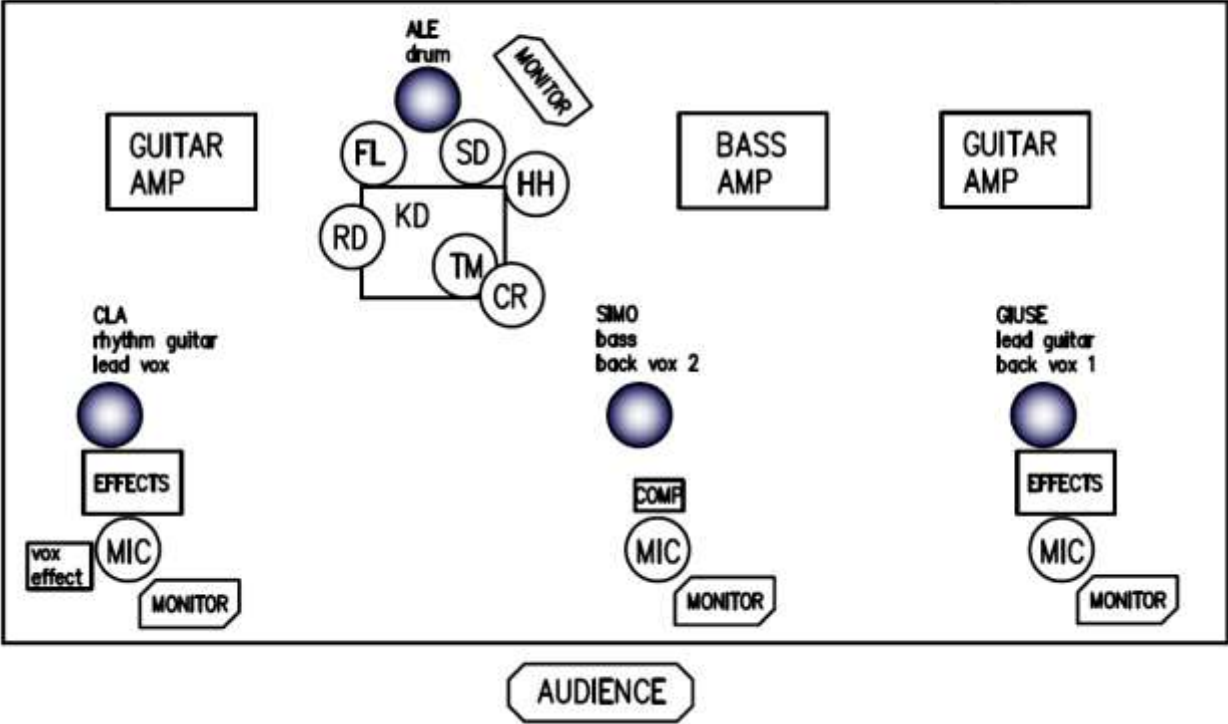 ALE
drum
MONITOR
GUITAR
AMP
FL
SD
HH
BASS
AMP
GUITAR
AMP
KD
RD
TM
CR
CLA
rhythm guitar
lead vox
SIMO
bass
back vox 2
GIUSE
lead guitar
back vox 1
EFFECTS
COMP
EFFECTS
vox
effect
MIC
MIC
MIC
MONITOR
MONITOR
MONITOR
AUDIENCE